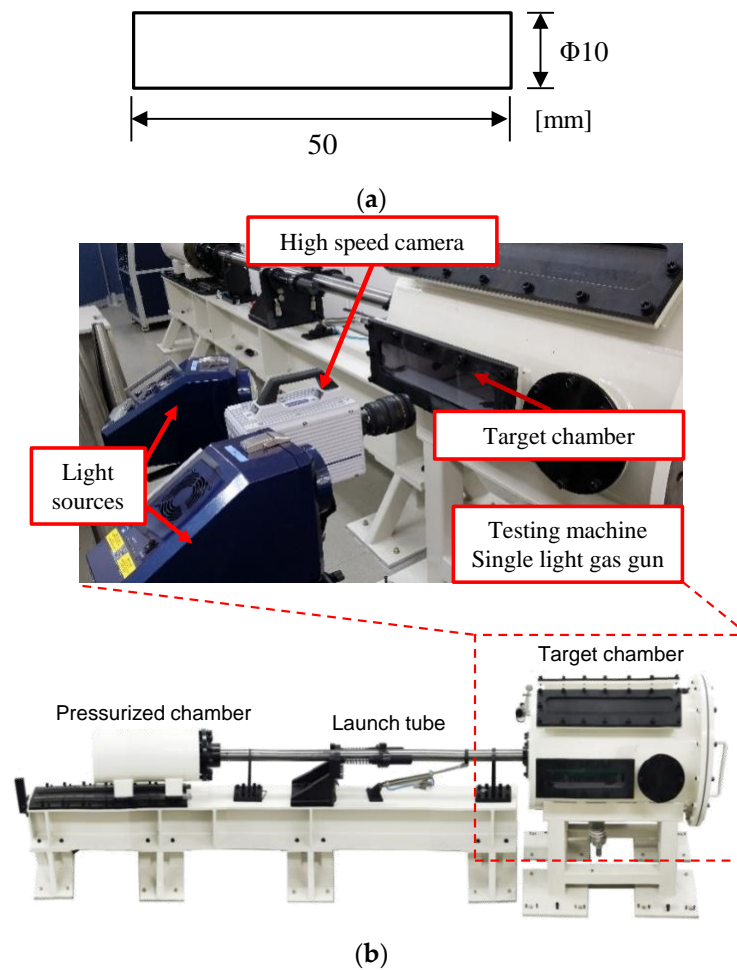 Φ10
[mm]
50
(a)
High speed camera
Target chamber
Light
sources
Testing machine
Single light gas gun
Target chamber
Pressurized chamber
Launch tube
(b)